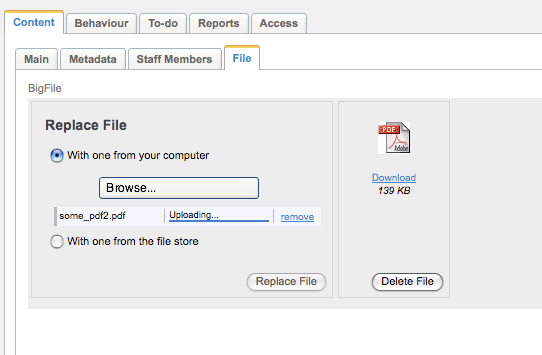 Content Behaviour To-do Reports Access
Main Metadata Staff Members File
BigFile
Replace File
With one from your computer
Browse...
some_pdf2.pdf Uploading... remove
With one from the file store
Replace File
PDF
Adobe
Download
139 KB
Delete File